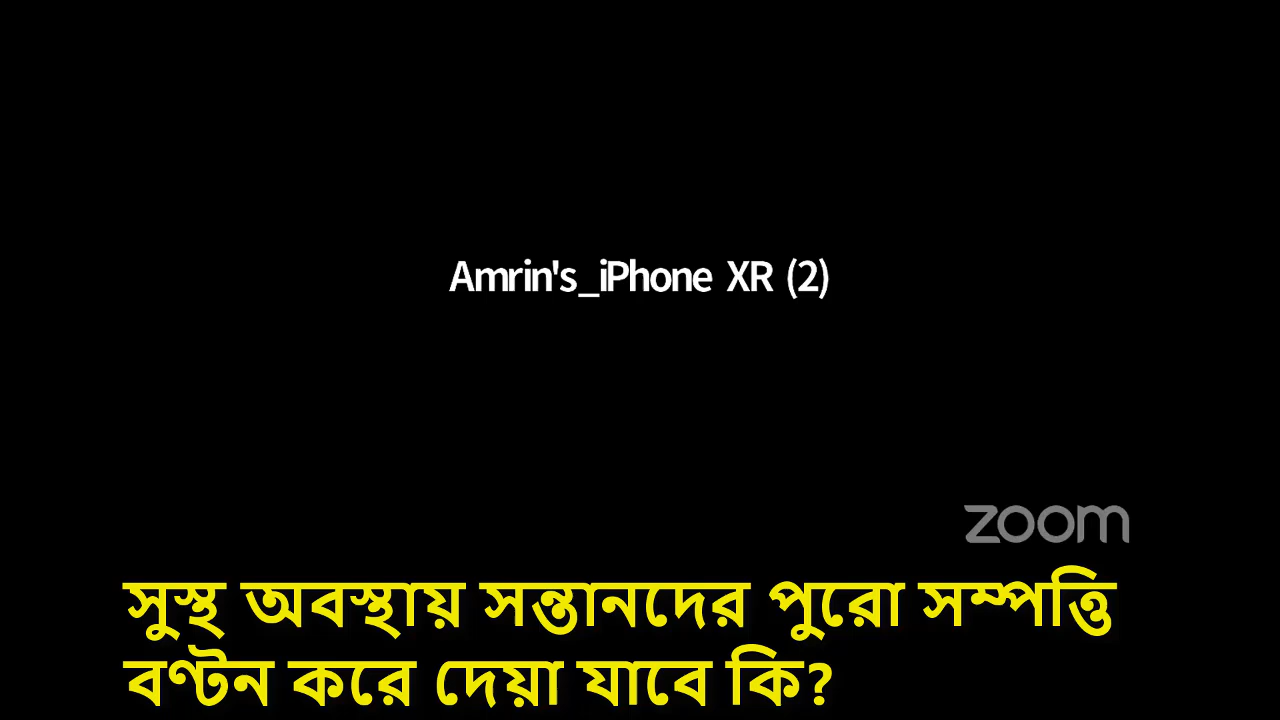 Amrin's_iPhone XR (2)
zoom
সুস্থ অবস্থায় সন্তানদের পুরো সম্পত্তি
বণ্টন করে দেয়া যাবে কি?